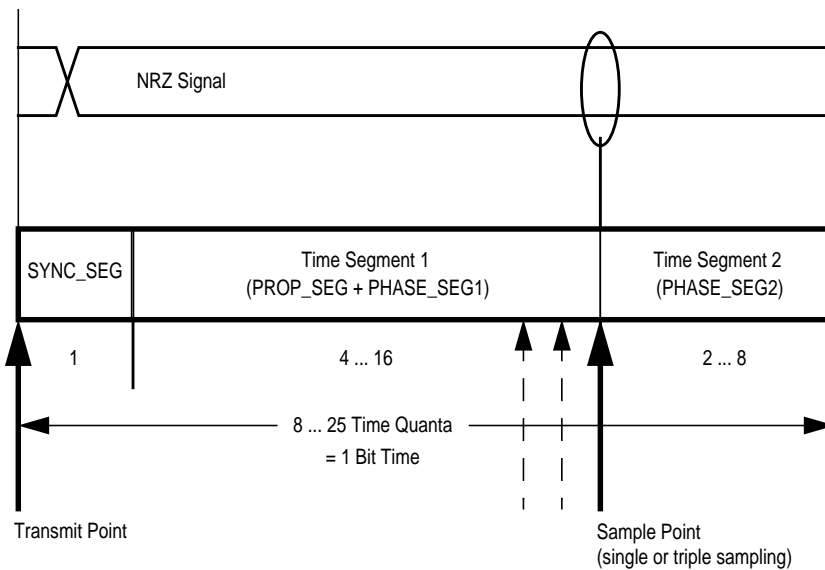 NRZ Signal
SYNC_SEG
Time Segment 1
(PROP_SEG + PHASE_SEG1)
Time Segment 2
(PHASE_SEG2)
1
4 ... 16
2 ... 8
8 ... 25 Time Quanta
= 1 Bit Time
Transmit Point
Sample Point
(single or triple sampling)